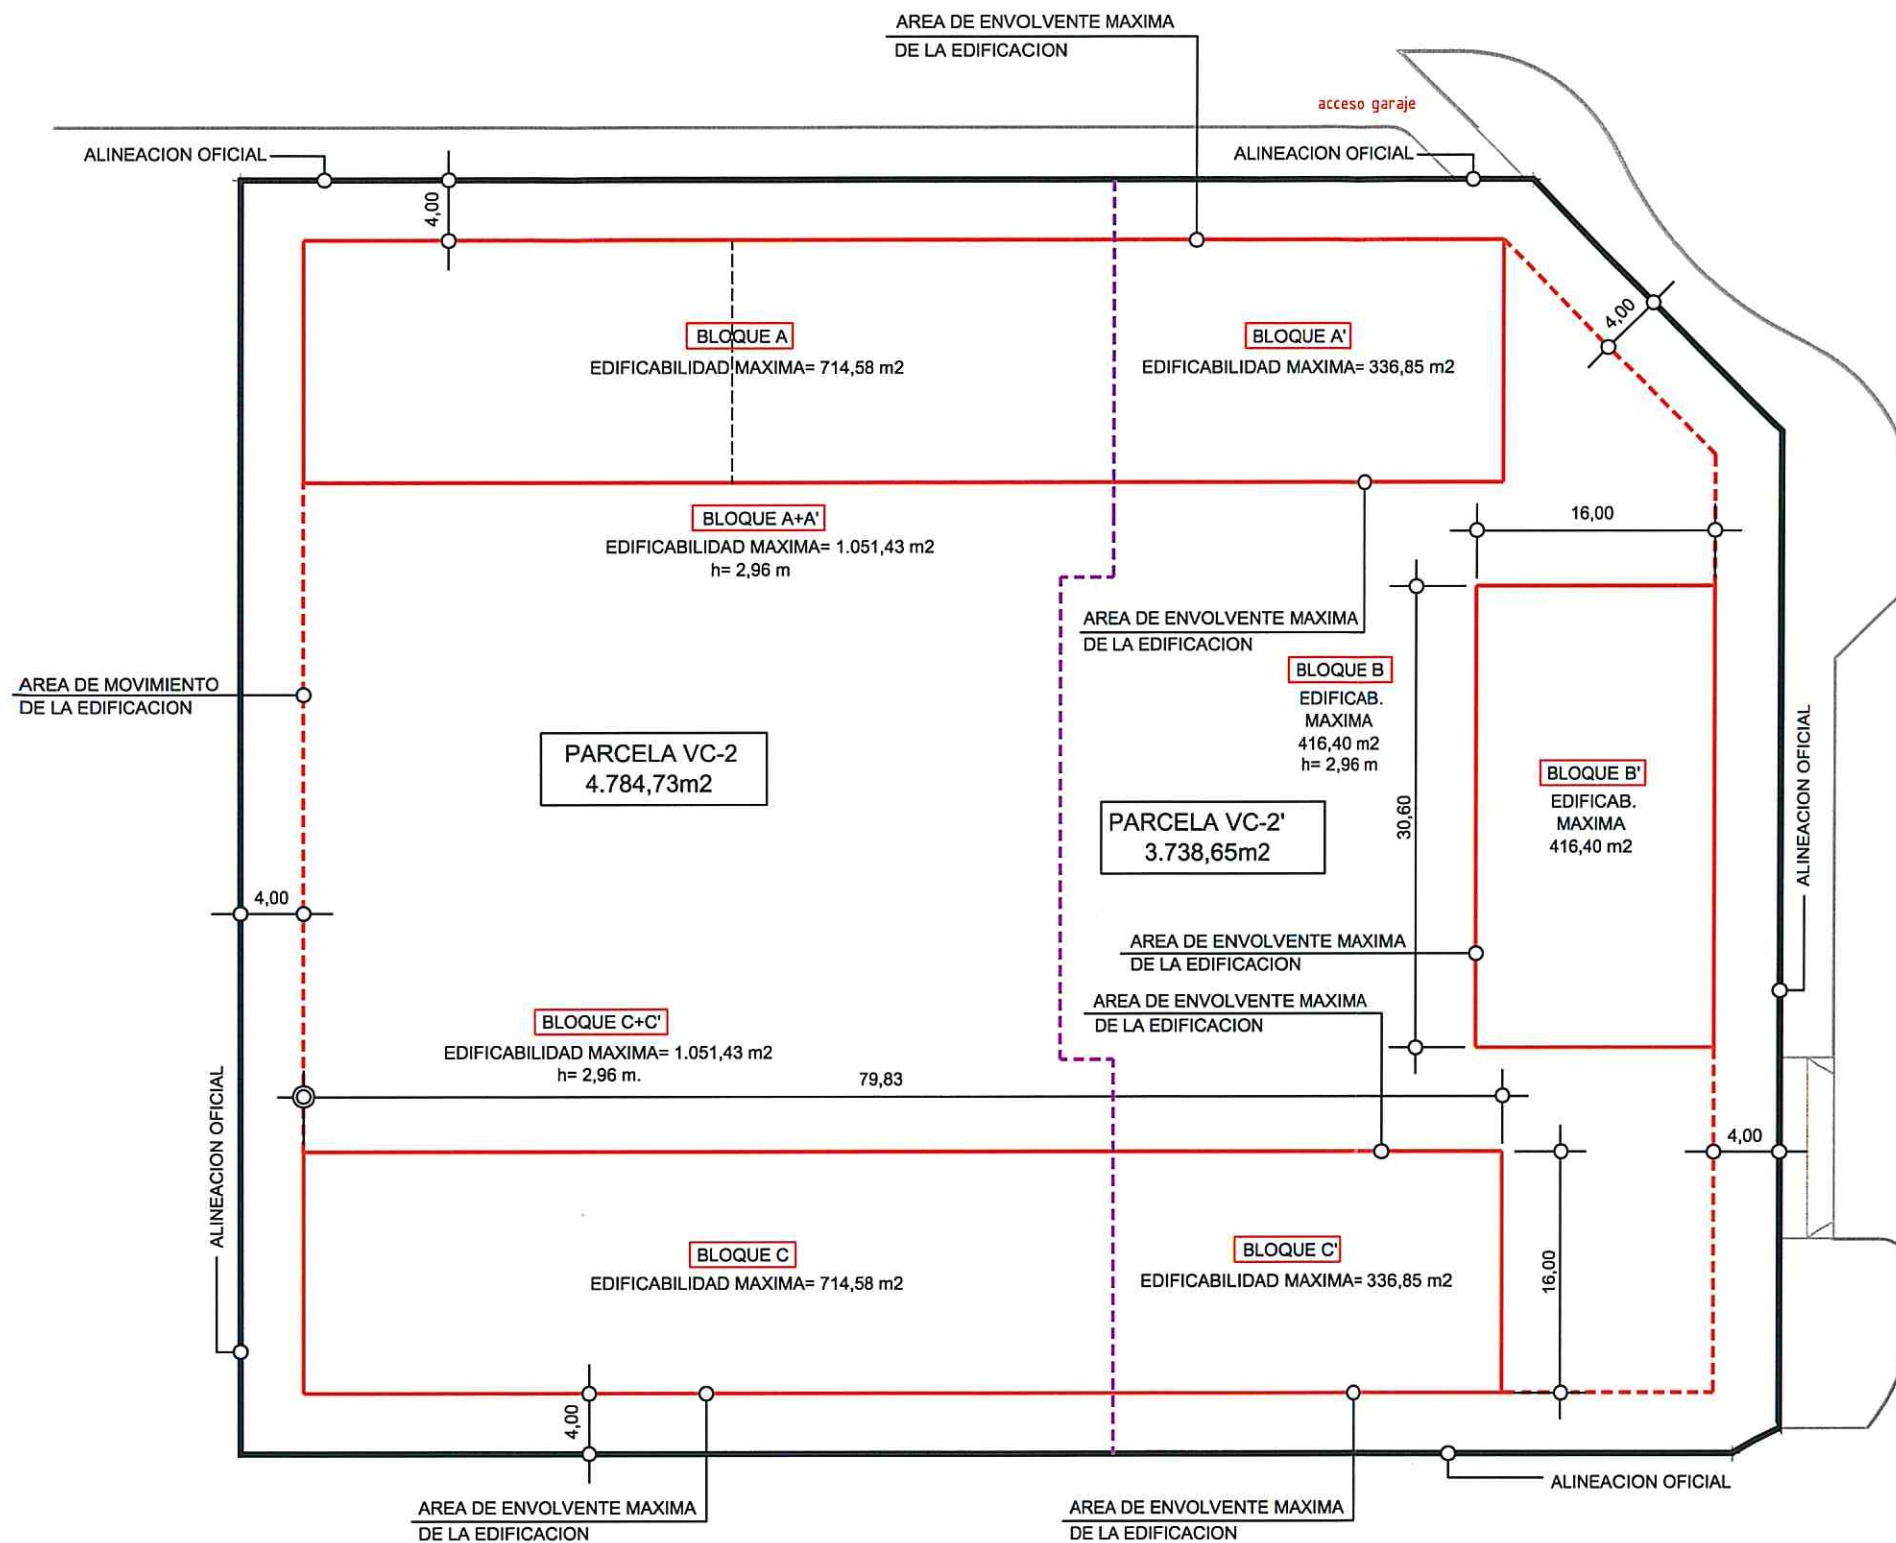 AREA DE ENVOLVENTE MAXIMA
DE LA EDIFICACION
acceso garaje
ALINEACION OFICIAL
ALINEACION OFICIAL
4,00
4,00
BLOQUE A
EDIFICABILIDAD MAXIMA= 714,58 m2
BLOQUE A'
EDIFICABILIDAD MAXIMA= 336,85 m2
BLOQUE A+A'
EDIFICABILIDAD MAXIMA= 1.051,43 m2
h= 2,96 m
16,00
AREA DE ENVOLVENTE MAXIMA
DE LA EDIFICACION
AREA DE MOVIMIENTO
DE LA EDIFICACION
BLOQUE B
EDIFICAB.
MAXIMA
416,40 m2
h= 2,96 m
PARCELA VC-2
4.784,73m2
PARCELA VC-2'
3.738,65m2
30,60
BLOQUE B'
EDIFICAB.
MAXIMA
416,40 m2
ALINEACION OFICIAL
4,00
AREA DE ENVOLVENTE MAXIMA
DE LA EDIFICACION
AREA DE ENVOLVENTE MAXIMA
DE LA EDIFICACION
BLOQUE C+C'
EDIFICABILIDAD MAXIMA= 1.051,43 m2
h= 2,96 m.
79,83
ALINEACION OFICIAL
4,00
BLOQUE C
EDIFICABILIDAD MAXIMA= 714,58 m2
BLOQUE C'
EDIFICABILIDAD MAXIMA= 336,85 m2
16,00
4,00
ALINEACION OFICIAL
AREA DE ENVOLVENTE MAXIMA
DE LA EDIFICACION
AREA DE ENVOLVENTE MAXIMA
DE LA EDIFICACION